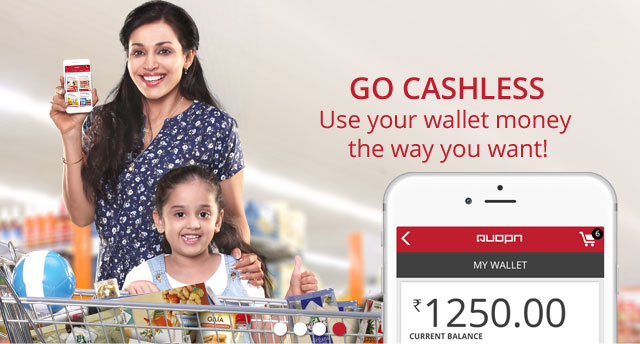 GO CASHLESS
Use your wallet money
the way you want!
QUOPN
6
MY WALLET
₹1250.00
CURRENT BALANCE